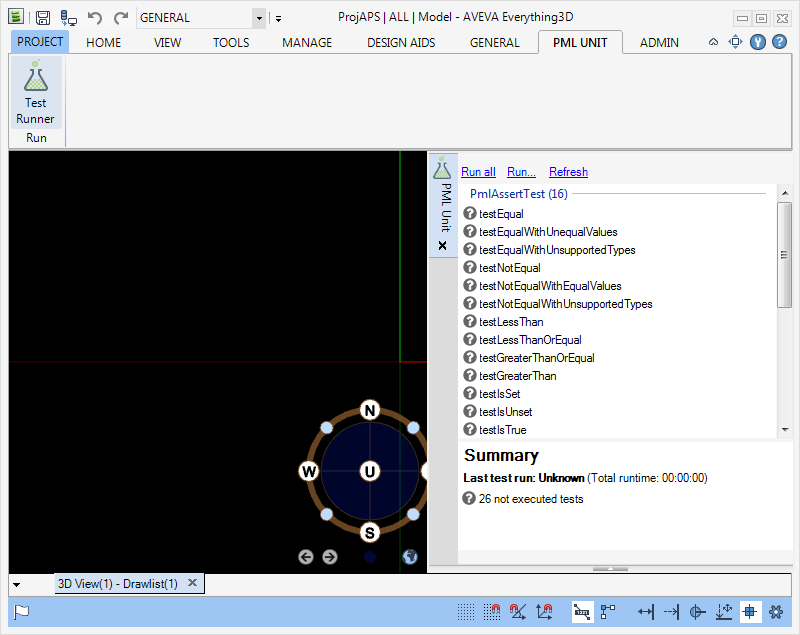 GENERAL
ProjAPS | ALL | Model - AVEVA Everything3D
PROJECT HOME VIEW TOOLS MANAGE DESIGN AIDS GENERAL PML UNIT ADMIN
Test
Runner
Run
PML Unit
Run all Run... Refresh
PmlAssertTest (16)
testEqual
testEqualWithUnequalValues
testEqualWithUnsupportedTypes
testNotEqual
testNotEqualWithEqualValues
testNotEqualWithUnsupportedTypes
testLessThan
testLessThanOrEqual
testGreaterThanOrEqual
testGreaterThan
testIsSet
testIsUnset
testIsTrue
N
W U
S
Summary
Last test run: Unknown (Total runtime: 00:00:00)
26 not executed tests
3D View(1) - Drawlist(1)